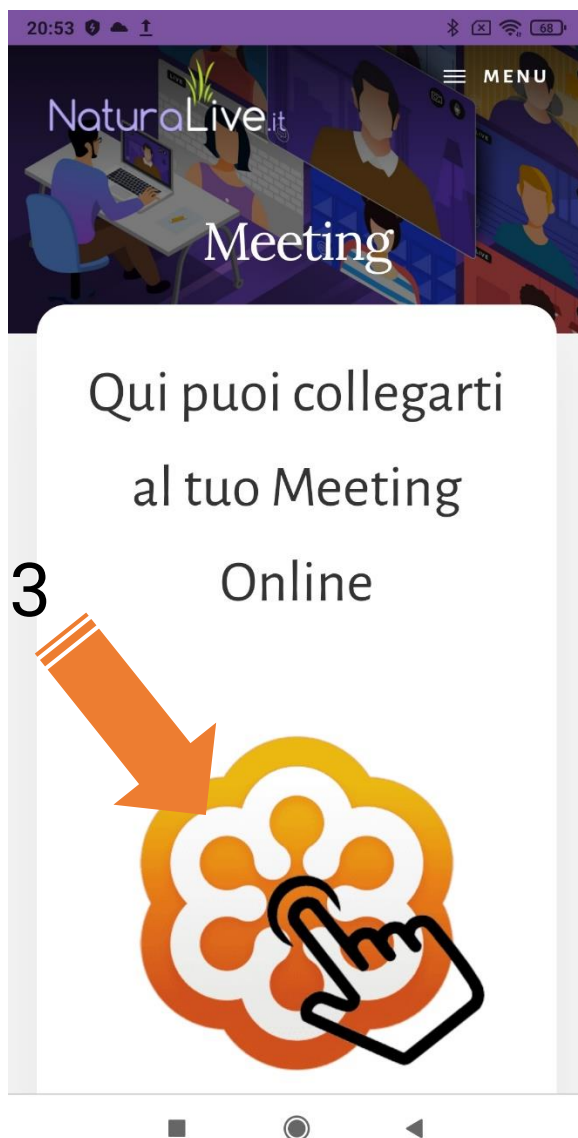 20:53
68
MENU
NaturaLive.it
Meeting
Qui puoi collegarti
al tuo Meeting
Online
3